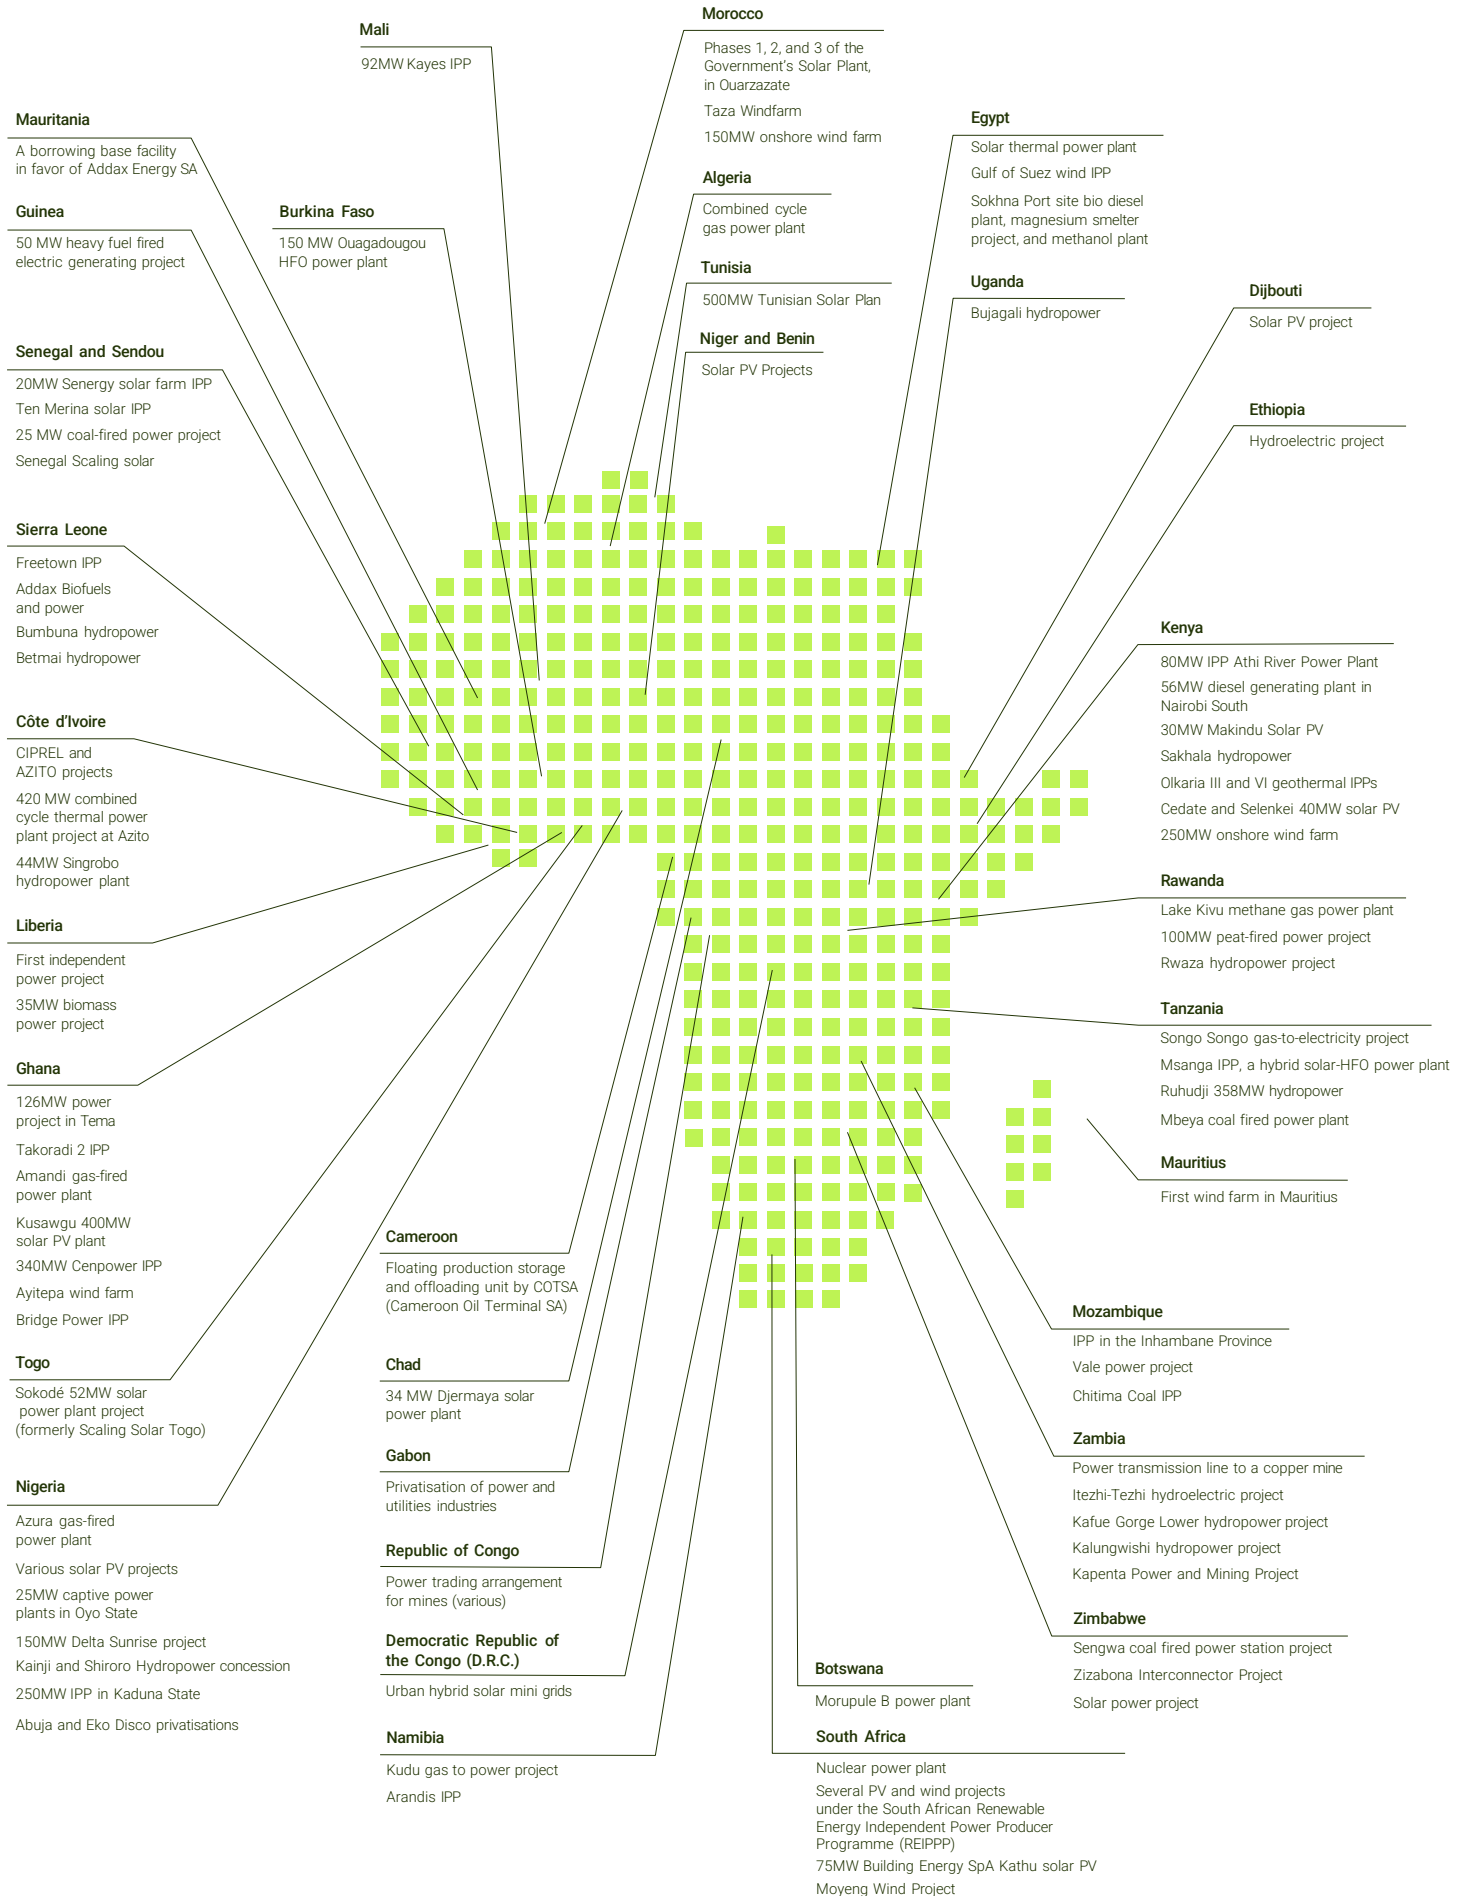 Mali
92MW Kayes IPP
Morocco
Phases 1, 2, and 3 of the
Government's Solar Plant,
in Ouarzazate
Taza Windfarm
150MW onshore wind farm
Mauritania
A borrowing base facility
in favor of Addax Energy SA
Egypt
Solar thermal power plant
Gulf of Suez wind IPP
Sokhna Port site bio diesel
plant, magnesium smelter
project, and methanol plant
Algeria
Combined cycle
gas power plant
Guinea
50 MW heavy fuel fired
electric generating project
Burkina Faso
150 MW Ouagadougou
HFO power plant
Tunisia
500MW Tunisian Solar Plan
Uganda
Bujagali hydropower
Dijbouti
Solar PV project
Niger and Benin
Solar PV Projects
Senegal and Sendou
20MW Senergy solar farm IPP
Ten Merina solar IPP
25 MW coal-fired power project
Senegal Scaling solar
Ethiopia
Hydroelectric project
Sierra Leone
Freetown IPP
Addax Biofuels
and power
Bumbuna hydropower
Betmai hydropower
Kenya
80MW IPP Athi River Power Plant
56MW diesel generating plant in
Nairobi South
30MW Makindu Solar PV
Sakhala hydropower
Olkaria III and VI geothermal IPPs
Cedate and Selenkei 40MW solar PV
250MW onshore wind farm
Côte d'Ivoire
CIPREL and
AZITO projects
420 MW combined
cycle thermal power
plant project at Azito
44MW Singrobo
hydropower plant
Rawanda
Lake Kivu methane gas power plant
100MW peat-fired power project
Rwaza hydropower project
Liberia
First independent
power project
35MW biomass
power project
Tanzania
Songo Songo gas-to-electricity project
Msanga IPP, a hybrid solar-HFO power plant
Ruhudji 358MW hydropower
Mbeya coal fired power plant
Ghana
126MW power
project in Tema
Takoradi 2 IPP
Amandi gas-fired
power plant
Kusawgu 400MW
solar PV plant
340MW Cenpower IPP
Ayitepa wind farm
Bridge Power IPP
Mauritius
First wind farm in Mauritius
Cameroon
Floating production storage
and offloading unit by COTSA
(Cameroon Oil Terminal SA)
Mozambique
IPP in the Inhambane Province
Vale power project
Chitima Coal IPP
Togo
Sokodé 52MW solar
power plant project
(formerly Scaling Solar Togo)
Chad
34 MW Djermaya solar
power plant
Zambia
Power transmission line to a copper mine
Itezhi-Tezhi hydroelectric project
Kafue Gorge Lower hydropower project
Kalungwishi hydropower project
Kapenta Power and Mining Project
Gabon
Privatisation of power and
utilities industries
Nigeria
Azura gas-fired
power plant
Various solar PV projects
25MW captive power
plants in Oyo State
150MW Delta Sunrise project
Kainji and Shiroro Hydropower concession
250MW IPP in Kaduna State
Abuja and Eko Disco privatisations
Republic of Congo
Power trading arrangement
for mines (various)
Zimbabwe
Sengwa coal fired power station project
Zizabona Interconnector Project
Solar power project
Democratic Republic of
the Congo (D.R.C.)
Urban hybrid solar mini grids
Botswana
Morupule B power plant
Namibia
Kudu gas to power project
Arandis IPP
South Africa
Nuclear power plant
Several PV and wind projects
under the South African Renewable
Energy Independent Power Producer
Programme (REIPPP)
75MW Building Energy SpA Kathu solar PV
Moyeng Wind Project